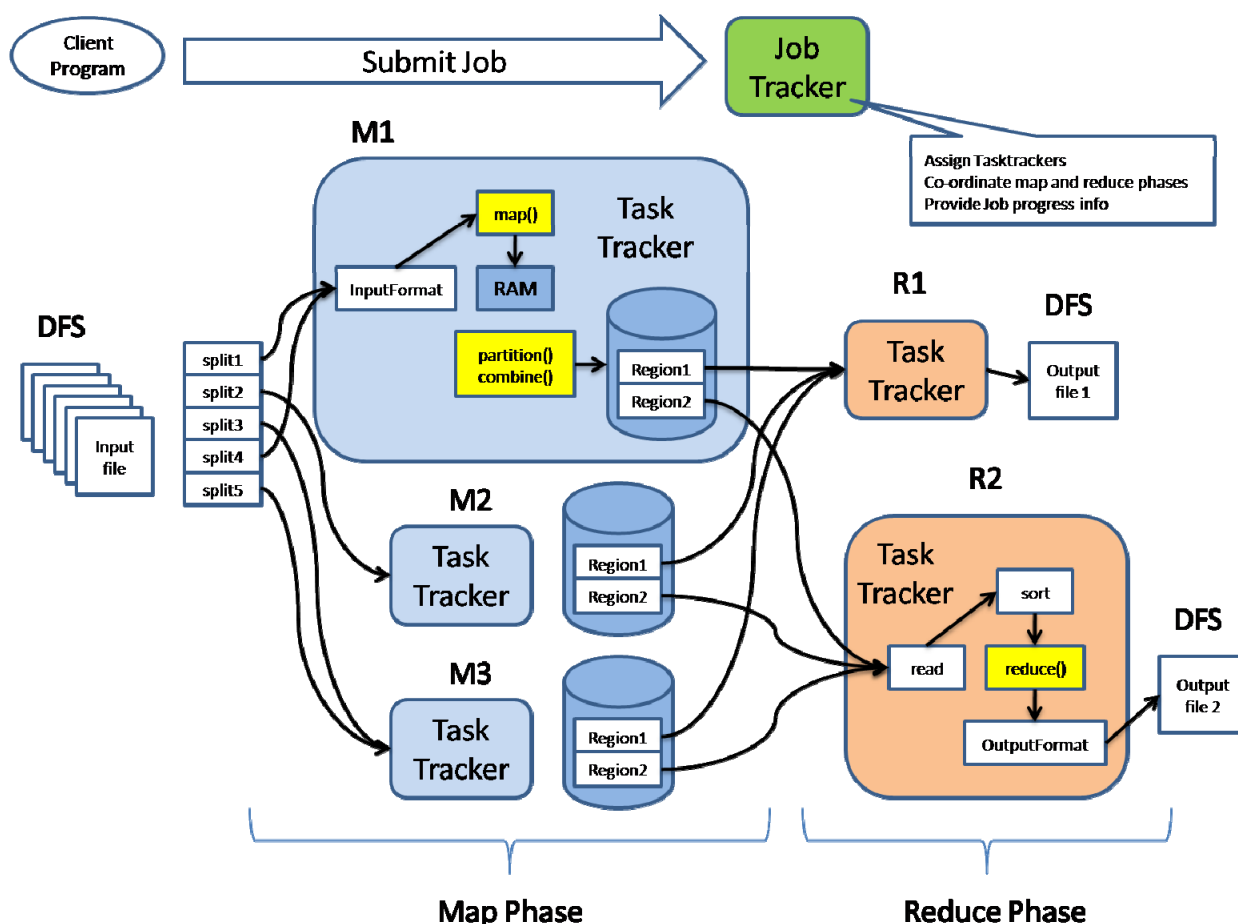 Client
Program
Submit Job
Job
Tracker
Assign Tasktrackers
Co-ordinate map and reduce phases
Provide Job progress info
M1
Task
Tracker
map()
InputFormat
RAM
partition()
combine()
Region1
Region2
DFS
Input
file
split1
split2
split3
split4
split5
M2
Task
Tracker
Region1
Region2
M3
Task
Tracker
Region1
Region2
R1
Task
Tracker
DFS
Output
file 1
R2
Task
Tracker
sort
read
reduce()
OutputFormat
DFS
Output
file 2
Map Phase
Reduce Phase